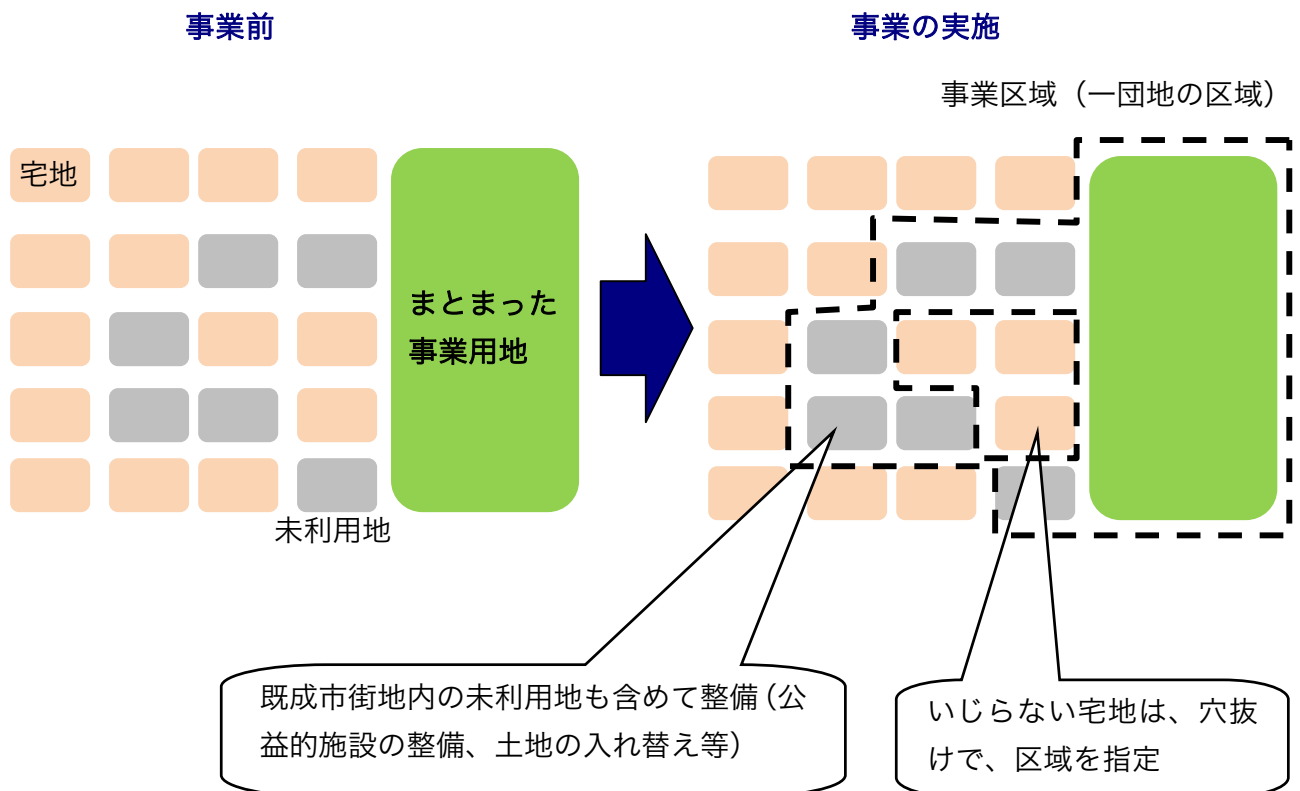 事業前
事業の実施
事業区域（一団地の区域）
宅地
まとまった
事業用地
未利用地
既成市街地内の未利用地も含めて整備（公
益的施設の整備、土地の入れ替え等）
いじらない宅地は、穴抜
けで、区域を指定